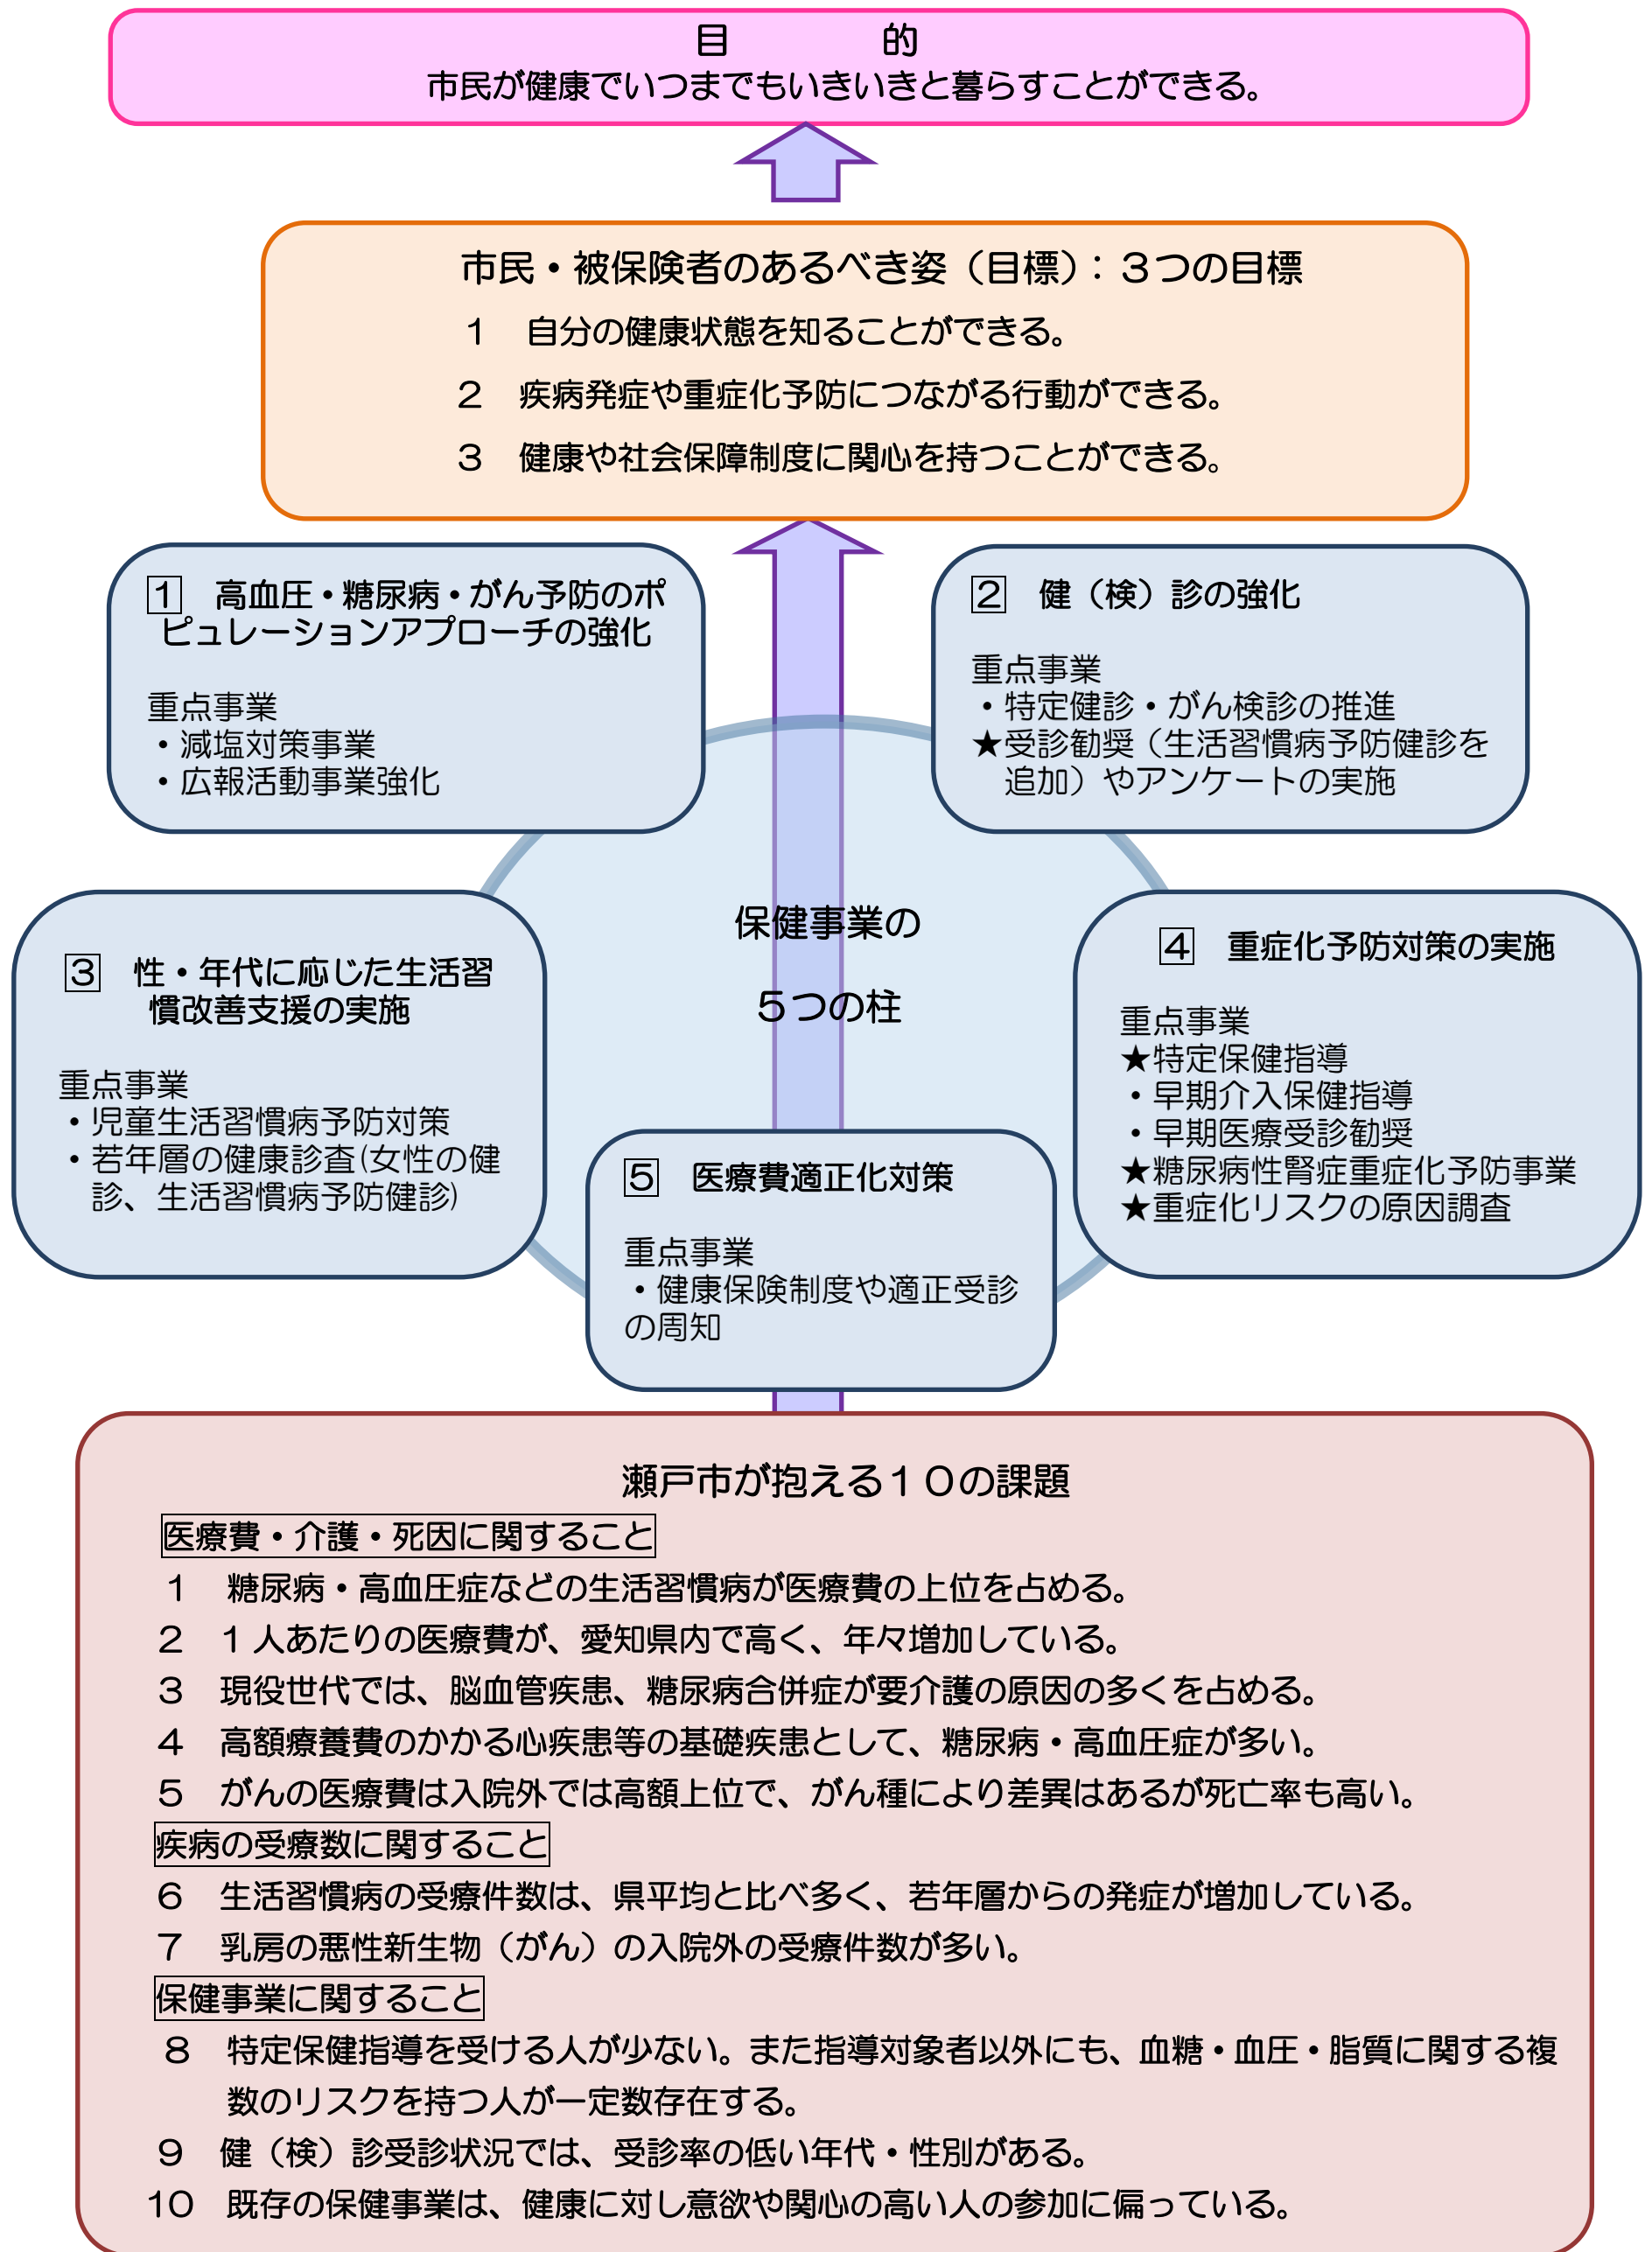 目　　　　的
市民が健康でいつまでもいきいきと暮らすことができる。
市民・被保険者のあるべき姿（目標）：３つの目標
１　自分の健康状態を知ることができる。
２　疾病発症や重症化予防につながる行動ができる。
３　健康や社会保障制度に関心を持つことができる。
１　高血圧・糖尿病・がん予防のポ
ピュレーションアプローチの強化
重点事業
・減塩対策事業
・広報活動事業強化
２　健（検）診の強化
重点事業
・特定健診・がん検診の推進
★受診勧奨（生活習慣病予防健診を
追加）やアンケートの実施
保健事業の
５つの柱
３　性・年代に応じた生活習
慣改善支援の実施
重点事業
・児童生活習慣病予防対策
・若年層の健康診査(女性の健
診、生活習慣病予防健診)
４　重症化予防対策の実施
重点事業
★特定保健指導
・早期介入保健指導
・早期医療受診勧奨
★糖尿病性腎症重症化予防事業
★重症化リスクの原因調査
５　医療費適正化対策
重点事業
・健康保険制度や適正受診
の周知
瀬戸市が抱える１０の課題
医療費・介護・死因に関すること
１　糖尿病・高血圧症などの生活習慣病が医療費の上位を占める。
２　１人あたりの医療費が、愛知県内で高く、年々増加している。
３　現役世代では、脳血管疾患、糖尿病合併症が要介護の原因の多くを占める。
４　高額療養費のかかる心疾患等の基礎疾患として、糖尿病・高血圧症が多い。
５　がんの医療費は入院外では高額上位で、がん種により差異はあるが死亡率も高い。
疾病の受療数に関すること
６　生活習慣病の受療件数は、県平均と比べ多く、若年層からの発症が増加している。
７　乳房の悪性新生物（がん）の入院外の受療件数が多い。
保健事業に関すること
８　特定保健指導を受ける人が少ない。また指導対象者以外にも、血糖・血圧・脂質に関する複
数のリスクを持つ人が一定数存在する。
９　健（検）診受診状況では、受診率の低い年代・性別がある。
１０　既存の保健事業は、健康に対し意欲や関心の高い人の参加に偏っている。